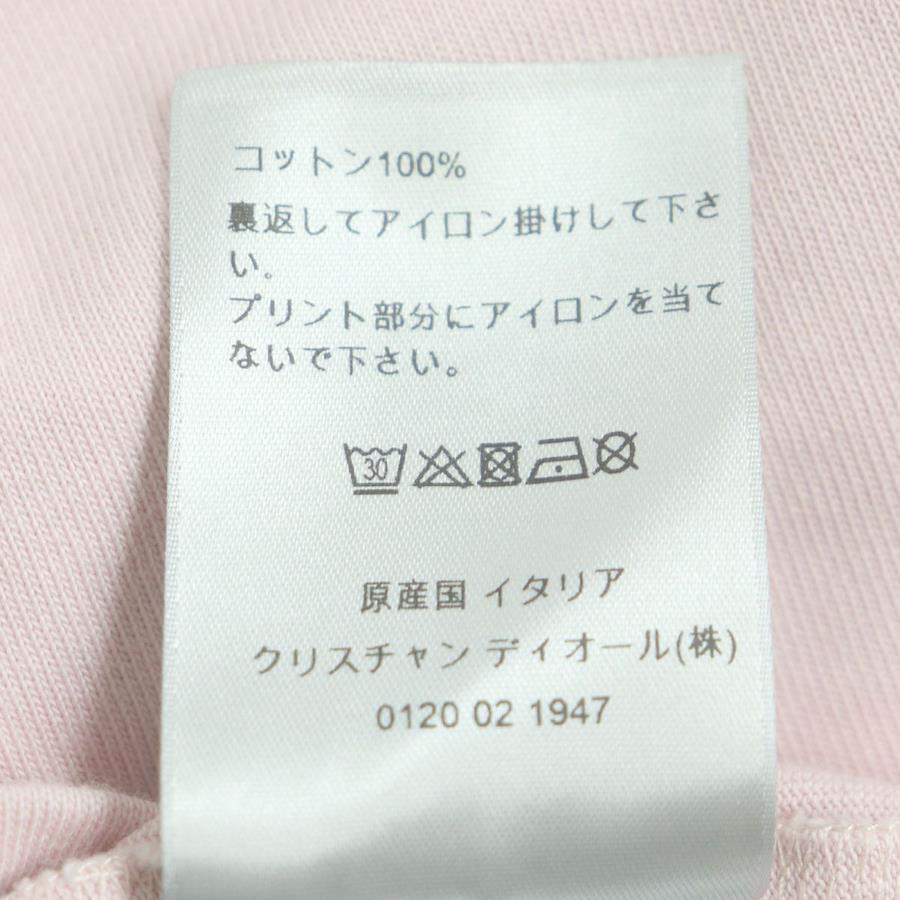 コットン100%
裏返してアイロン掛けして下さ
い。
プリント部分にアイロンを当て
ないで下さい。
30
原産国 イタリア
クリスチャン ディオール(株)
0120 02 1947